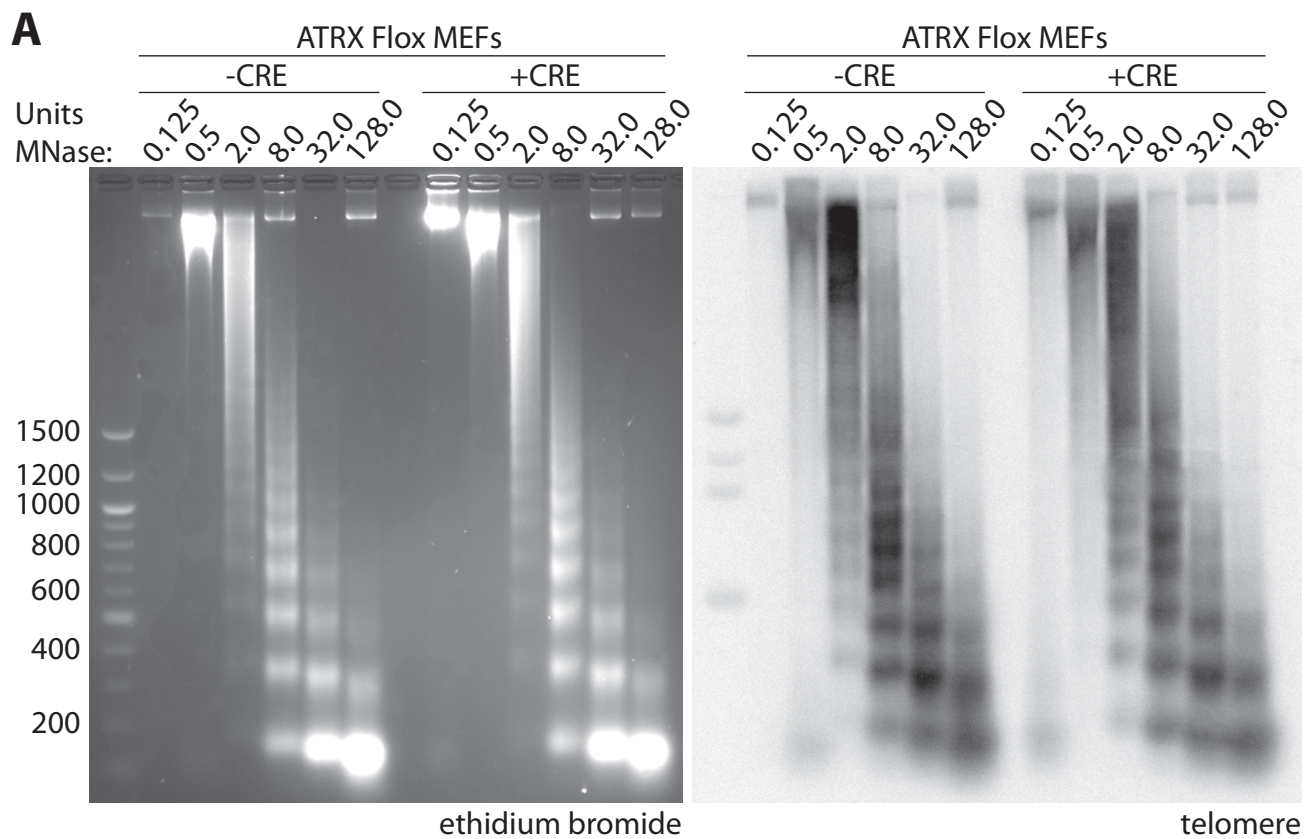 A
ATRX Flox MEFs ATRX Flox MEFs
-CRE +CRE -CRE +CRE
Units
MNase: 0.125 0.5 2.0 8.0 32.0 128.0 0.125 0.5 2.0 8.0 32.0 128.0 0.125 0.5 2.0 8.0 32.0 128.0 0.125 0.5 2.0 8.0 32.0 128.0
1500
1200
1000
800
600
400
200
ethidium bromide telomere